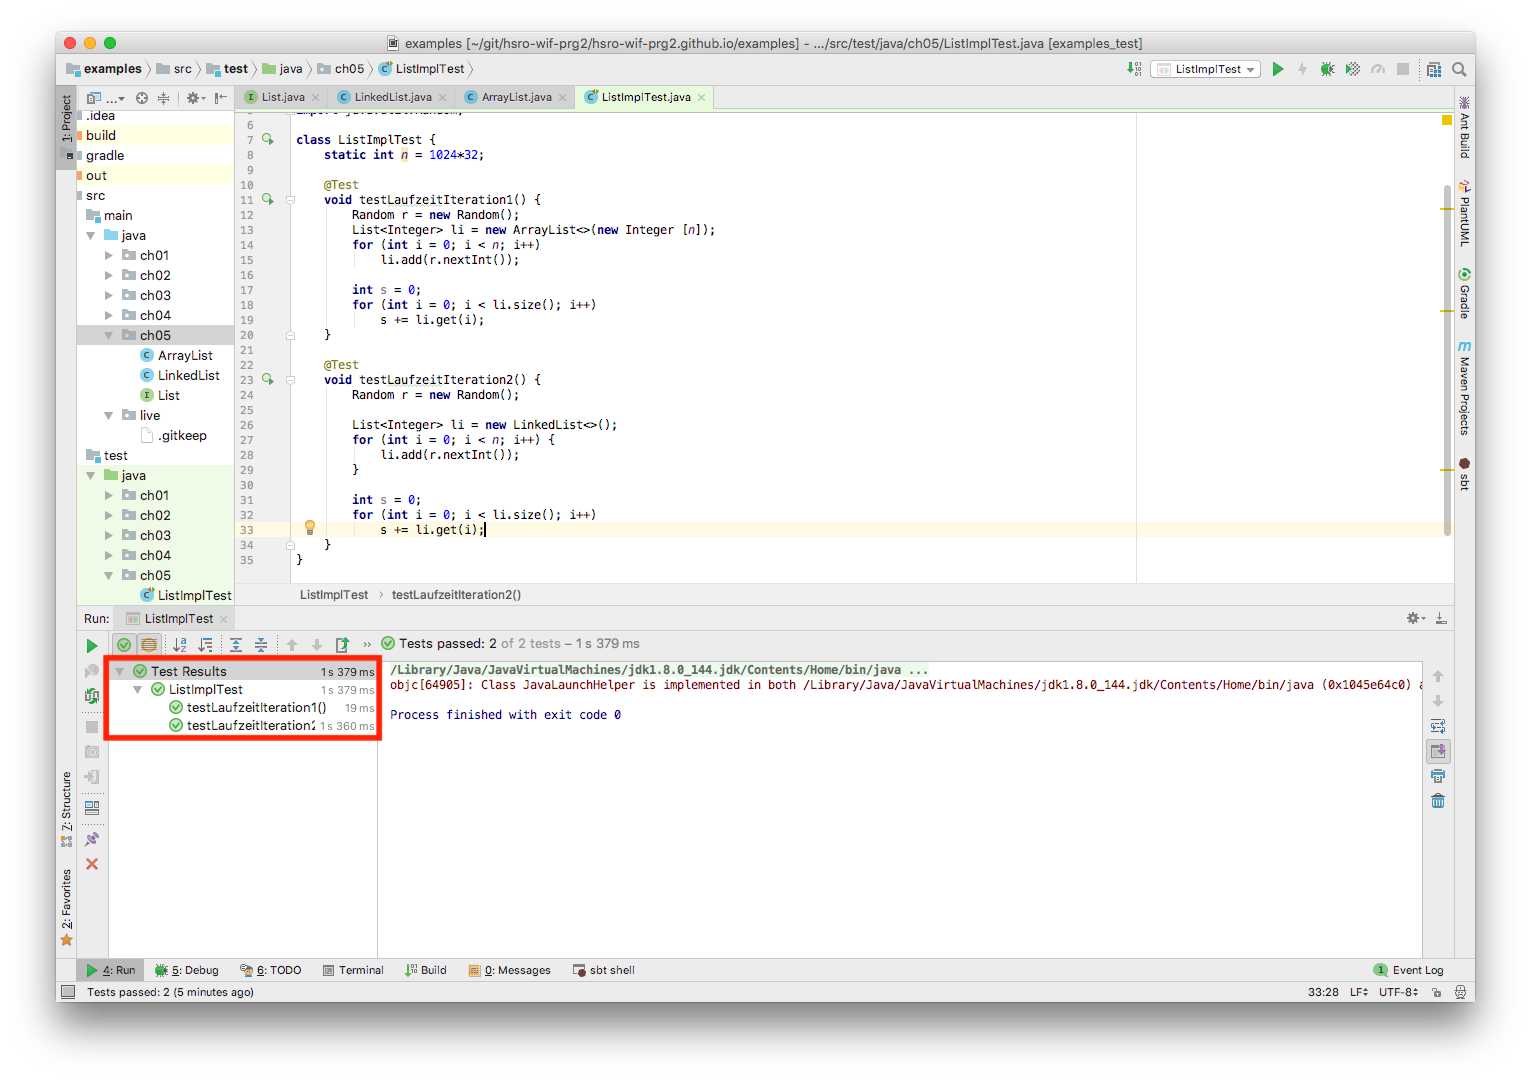 examples [~/git/hsro-wif-prg2/hsro-wif-prg2.github.io/examples] - .../src/test/java/ch05/ListImplTest.java [examples_test]
examples src test java ch05 ListImplTest
ListImplTest
1: Project
...
List.java LinkedList.java ArrayList.java ListImplTest.java
.idea
build
gradle
out
src
main
java
ch01
ch02
ch03
ch04
ch05
ArrayList
LinkedList
List
live
.gitkeep
test
java
ch01
ch02
ch03
ch04
ch05
ListImplTest
6
7 class ListImplTest {
8 static int n = 1024*32;
9
10 @Test
11 void testLaufzeitIteration1() {
12 Random r = new Random();
13 List<Integer> li = new ArrayList<>(new Integer [n]);
14 for (int i = 0; i < n; i++)
15 li.add(r.nextInt());
16
17 int s = 0;
18 for (int i = 0; i < li.size(); i++)
19 s += li.get(i);
20 }
21
22 @Test
23 void testLaufzeitIteration2() {
24 Random r = new Random();
25
26 List<Integer> li = new LinkedList<>();
27 for (int i = 0; i < n; i++) {
28 li.add(r.nextInt());
29 }
30
31 int s = 0;
32 for (int i = 0; i < li.size(); i++)
33 s += li.get(i);
34 }
35 }
ListImplTest › testLaufzeitIteration2()
Ant Build
PlantUML
Gradle
m
Maven Projects
sbt
Run: ListImplTest
» Tests passed: 2 of 2 tests – 1 s 379 ms
Test Results 1 s 379 ms
ListImplTest 1 s 379 ms
testLaufzeitIteration1() 19 ms
testLaufzeitIteration2 1 s 360 ms
/Library/Java/JavaVirtualMachines/jdk1.8.0_144.jdk/Contents/Home/bin/java ...
objc[64905]: Class JavaLaunchHelper is implemented in both /Library/Java/JavaVirtualMachines/jdk1.8.0_144.jdk/Contents/Home/bin/java (0x1045e64c0) a
Process finished with exit code 0
Z: Structure
2: Favorites
4: Run 5: Debug 6: TODO Terminal Build 0: Messages sbt shell 1 Event Log
Tests passed: 2 (5 minutes ago) 33:28 LF UTF-8